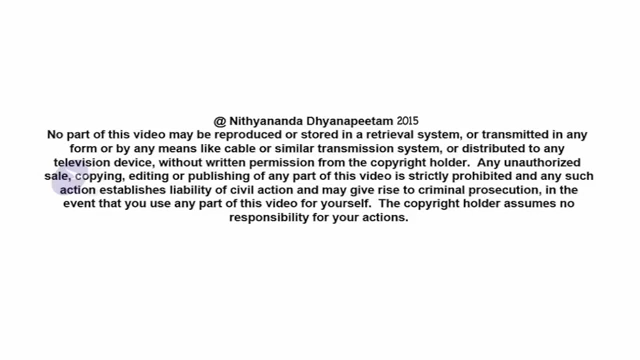 @ Nithyananda Dhyanapeetam 2015
No part of this video may be reproduced or stored in a retrieval system, or transmitted in any
form or by any means like cable or similar transmission system, or distributed to any
television device, without written permission from the copyright holder. Any unauthorized
sale, copying, editing or publishing of any part of this video is strictly prohibited and any such
action establishes liability of civil action and may give rise to criminal prosecution, in the
event that you use any part of this video for yourself. The copyright holder assumes no
responsibility for your actions.